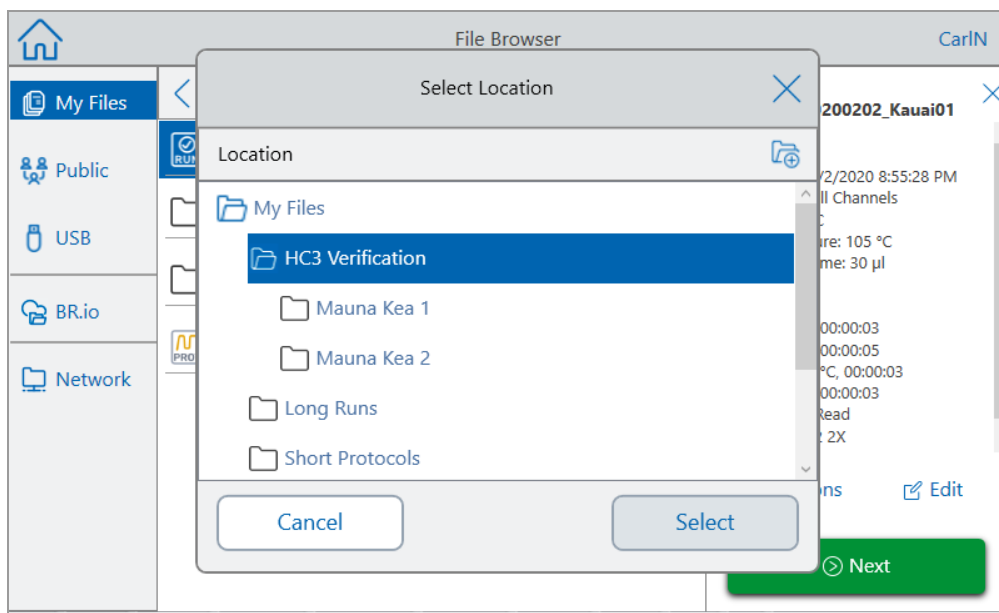 File Browser
CarlN
My Files
Public
USB
BR.io
Network
RUN
PRO
Select Location
Location
My Files
HC3 Verification
Mauna Kea 1
Mauna Kea 2
Long Runs
Short Protocols
Cancel
Select
200202_Kauai01
/2/2020 8:55:28 PM
ll Channels
C
ure: 105 °C
me: 30 µl
00:00:03
00:00:05
°C, 00:00:03
00:00:03
Read
2X
ns
Edit
Next